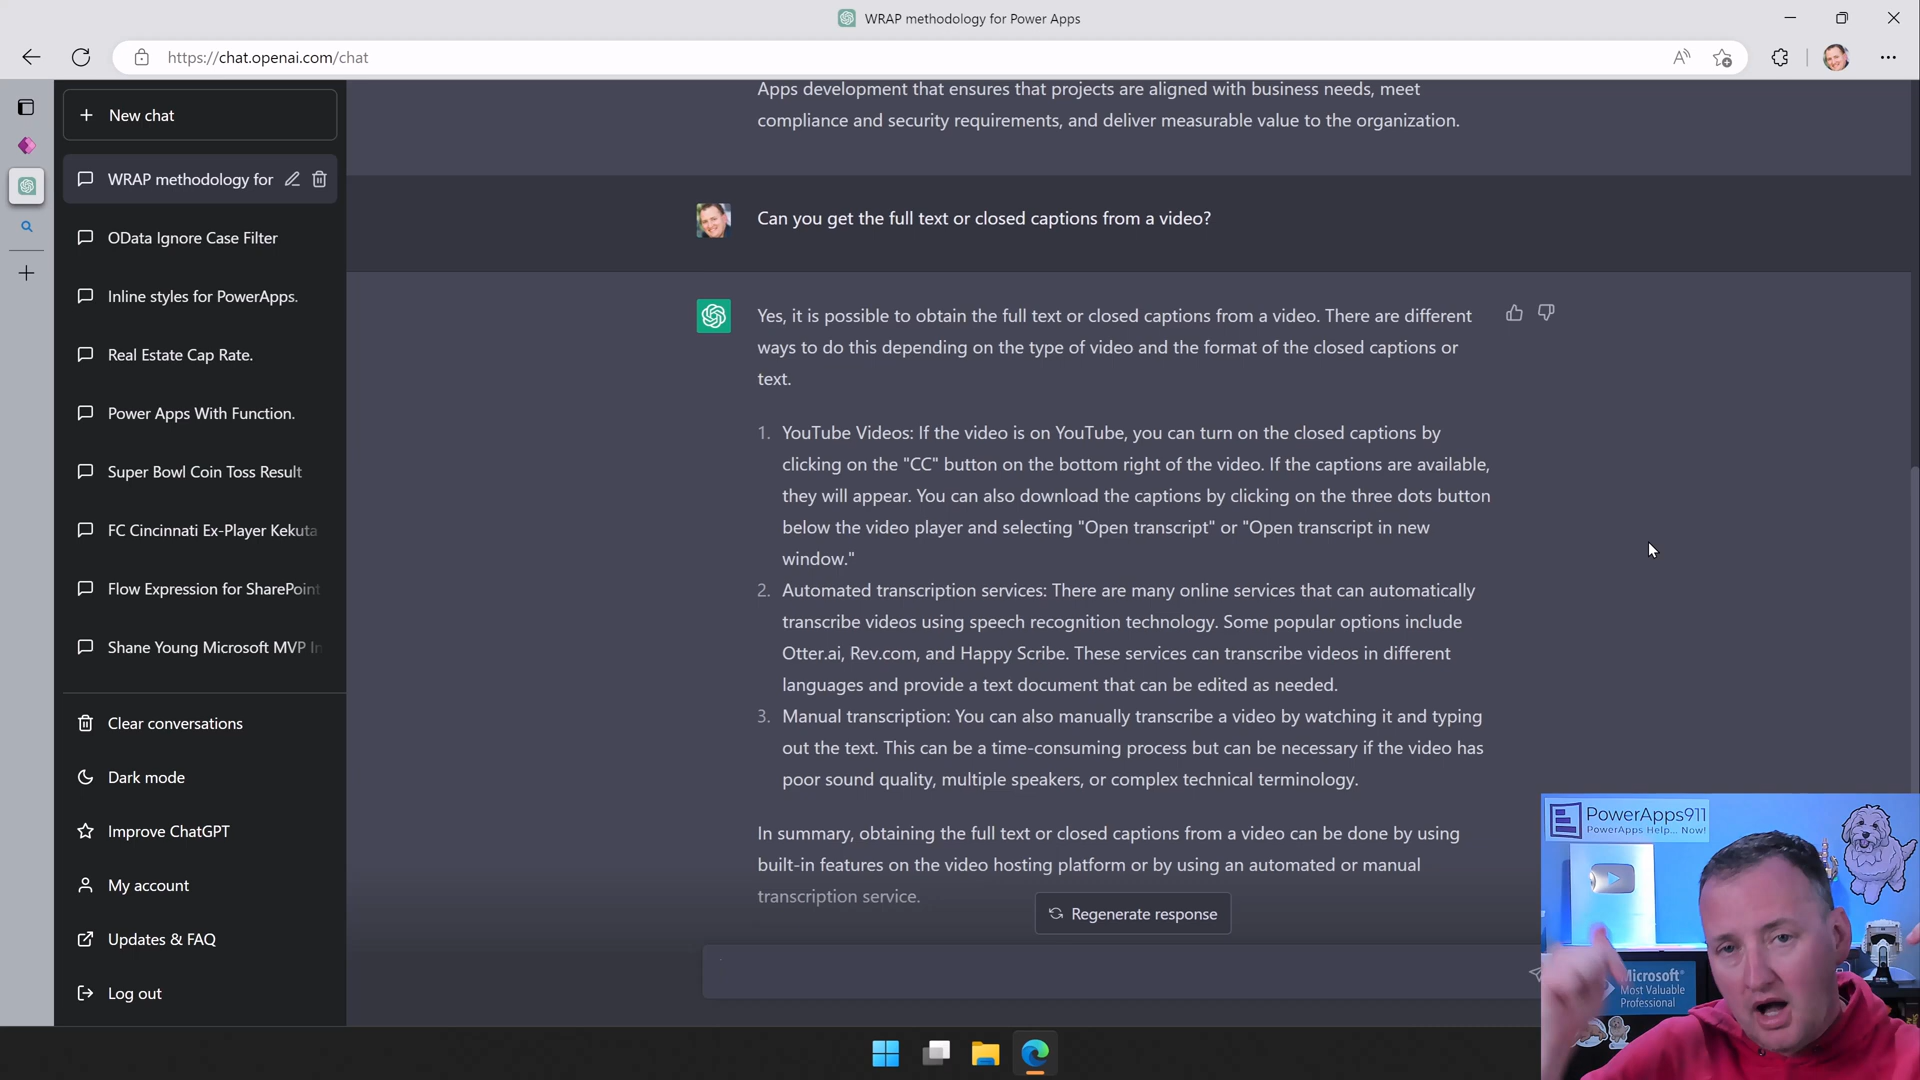 WRAP methodology for Power Apps
https://chat.openai.com/chat
New chat
WRAP methodology for
OData Ignore Case Filter
Inline styles for PowerApps.
Real Estate Cap Rate.
Power Apps With Function.
Super Bowl Coin Toss Result
FC Cincinnati Ex-Player Kekuta
Flow Expression for SharePoint
Shane Young Microsoft MVP In
Clear conversations
Dark mode
Improve ChatGPT
My account
Updates & FAQ
Log out
Apps development that ensures that projects are aligned with business needs, meet
compliance and security requirements, and deliver measurable value to the organization.
Can you get the full text or closed captions from a video?
Yes, it is possible to obtain the full text or closed captions from a video. There are different
ways to do this depending on the type of video and the format of the closed captions or
text.
1. YouTube Videos: If the video is on YouTube, you can turn on the closed captions by
clicking on the "CC" button on the bottom right of the video. If the captions are available,
they will appear. You can also download the captions by clicking on the three dots button
below the video player and selecting "Open transcript" or "Open transcript in new
window."
2. Automated transcription services: There are many online services that can automatically
transcribe videos using speech recognition technology. Some popular options include
Otter.ai, Rev.com, and Happy Scribe. These services can transcribe videos in different
languages and provide a text document that can be edited as needed.
3. Manual transcription: You can also manually transcribe a video by watching it and typing
out the text. This can be a time-consuming process but can be necessary if the video has
poor sound quality, multiple speakers, or complex technical terminology.
In summary, obtaining the full text or closed captions from a video can be done by using
built-in features on the video hosting platform or by using an automated or manual
transcription service.
Regenerate response
PowerApps911
PowerApps Help... Now!
Microsoft®
Most Valuable
Professional